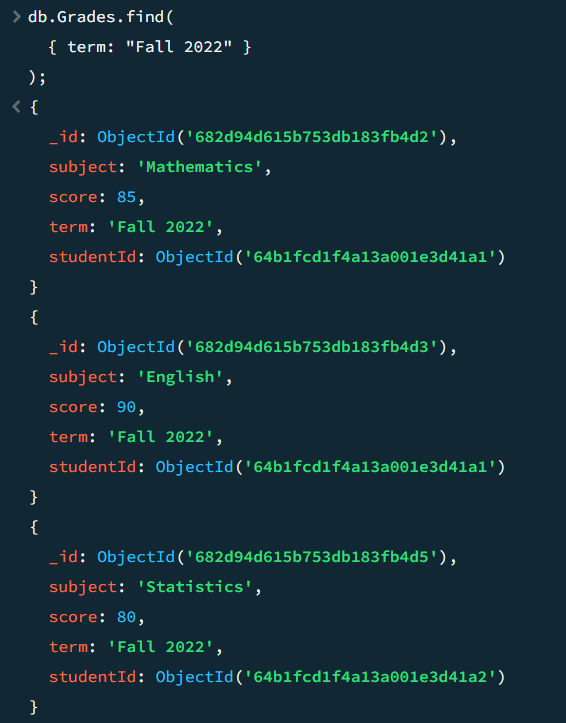 > db.Grades.find(
{ term: "Fall 2022" }
);
< {
_id: ObjectId('682d94d615b753db183fb4d2'),
subject: 'Mathematics',
score: 85,
term: 'Fall 2022',
studentId: ObjectId('64b1fcd1f4a13a001e3d41a1')
}
{
_id: ObjectId('682d94d615b753db183fb4d3'),
subject: 'English',
score: 90,
term: 'Fall 2022',
studentId: ObjectId('64b1fcd1f4a13a001e3d41a1')
}
{
_id: ObjectId('682d94d615b753db183fb4d5'),
subject: 'Statistics',
score: 80,
term: 'Fall 2022',
studentId: ObjectId('64b1fcd1f4a13a001e3d41a2')
}